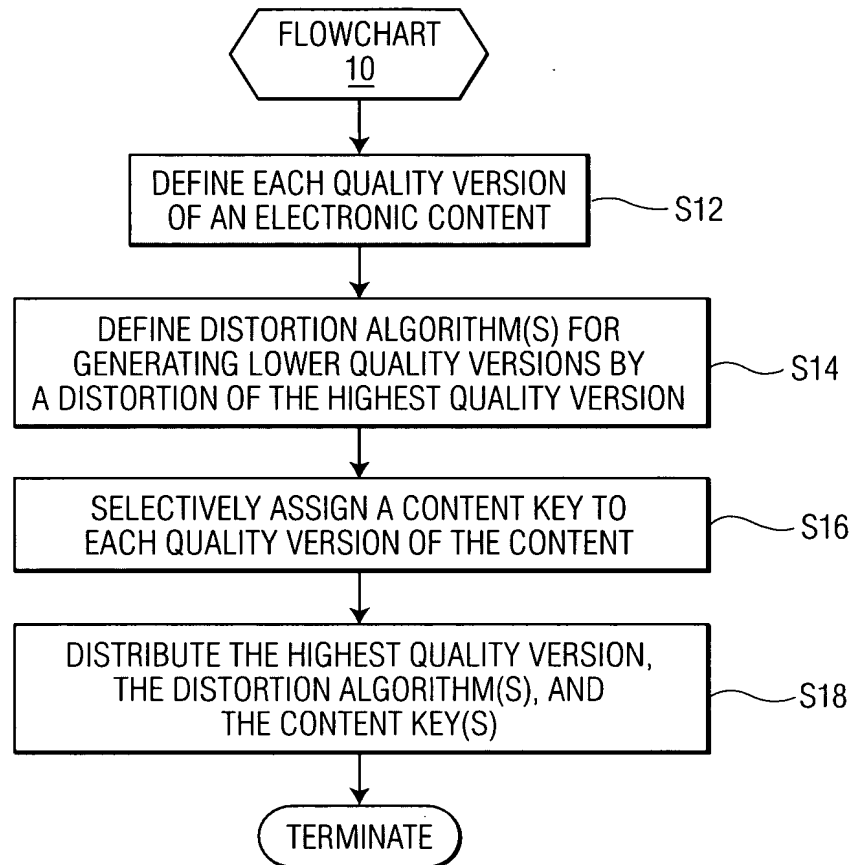 FLOWCHART
10
DEFINE EACH QUALITY VERSION
OF AN ELECTRONIC CONTENT
S12
DEFINE DISTORTION ALGORITHM(S) FOR
GENERATING LOWER QUALITY VERSIONS BY
A DISTORTION OF THE HIGHEST QUALITY VERSION
S14
SELECTIVELY ASSIGN A CONTENT KEY TO
EACH QUALITY VERSION OF THE CONTENT
S16
DISTRIBUTE THE HIGHEST QUALITY VERSION,
THE DISTORTION ALGORITHM(S), AND
THE CONTENT KEY(S)
S18
TERMINATE